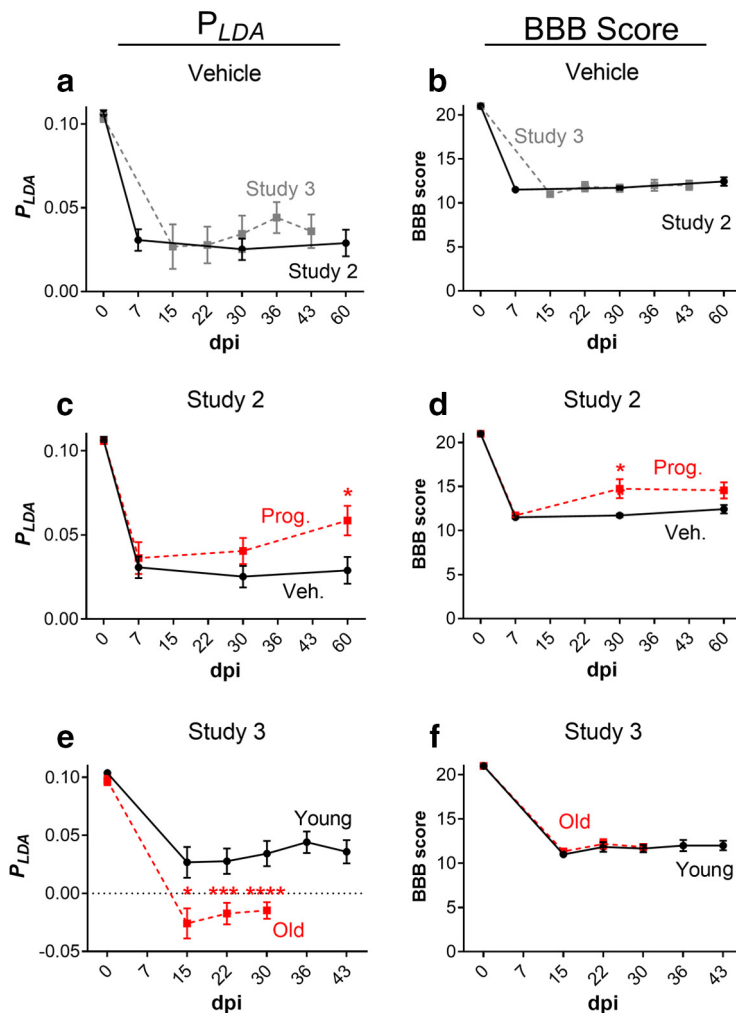 PLDA
BBB Score
a
Vehicle
PLDA
0.10
0.05
0.00
Study 3
Study 2
0 7 15 22 30 36 43 60
dpi
b
Vehicle
BBB score
20
15
10
5
0
Study 3
Study 2
0 7 15 22 30 36 43 60
dpi
c
Study 2
PLDA
0.10
0.05
0.00
*
Prog.
Veh.
0 7 15 22 30 36 43 60
dpi
d
Study 2
BBB score
20
15
10
5
0
*
Prog.
Veh.
0 7 15 22 30 36 43 60
dpi
e
Study 3
PLDA
0.10
0.05
0.00
-0.05
Young
* *** ****
Old
0 7 15 22 30 36 43
dpi
f
Study 3
BBB score
20
15
10
5
0
Old
Young
0 7 15 22 30 36 43
dpi